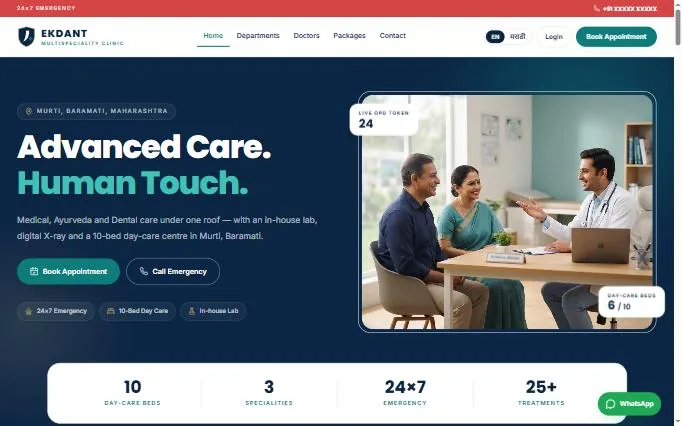 24x7 EMERGENCY
+91 XXXXX XXXXX
EKDANT
MULTISPECIALITY CLINIC
Home
Departments
Doctors
Packages
Contact
EN
मराठी
Login
Book Appointment
MURTI, BARAMATI, MAHARASHTRA
Advanced Care.
Human Touch.
Medical, Ayurveda and Dental care under one roof — with an in-house lab,
digital X-ray and a 10-bed day-care centre in Murti, Baramati.
Book Appointment
Call Emergency
24x7 Emergency
10-Bed Day Care
In-house Lab
LIVE OPD TOKEN
24
DAY-CARE BEDS
6 / 10
10
DAY-CARE BEDS
3
SPECIALITIES
24×7
EMERGENCY
25+
TREATMENTS
WhatsApp